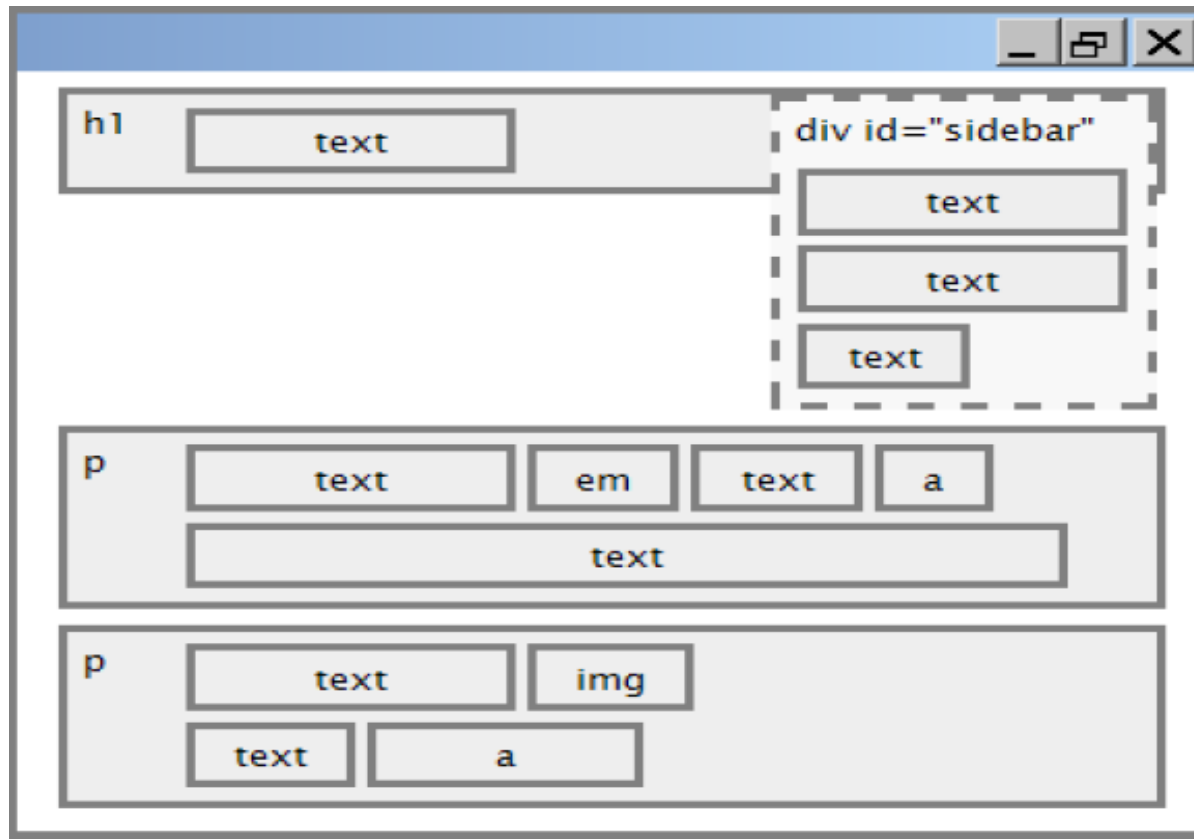 h1 text
div id="sidebar"
text
text
text
p text em text a
text
p text img
text a